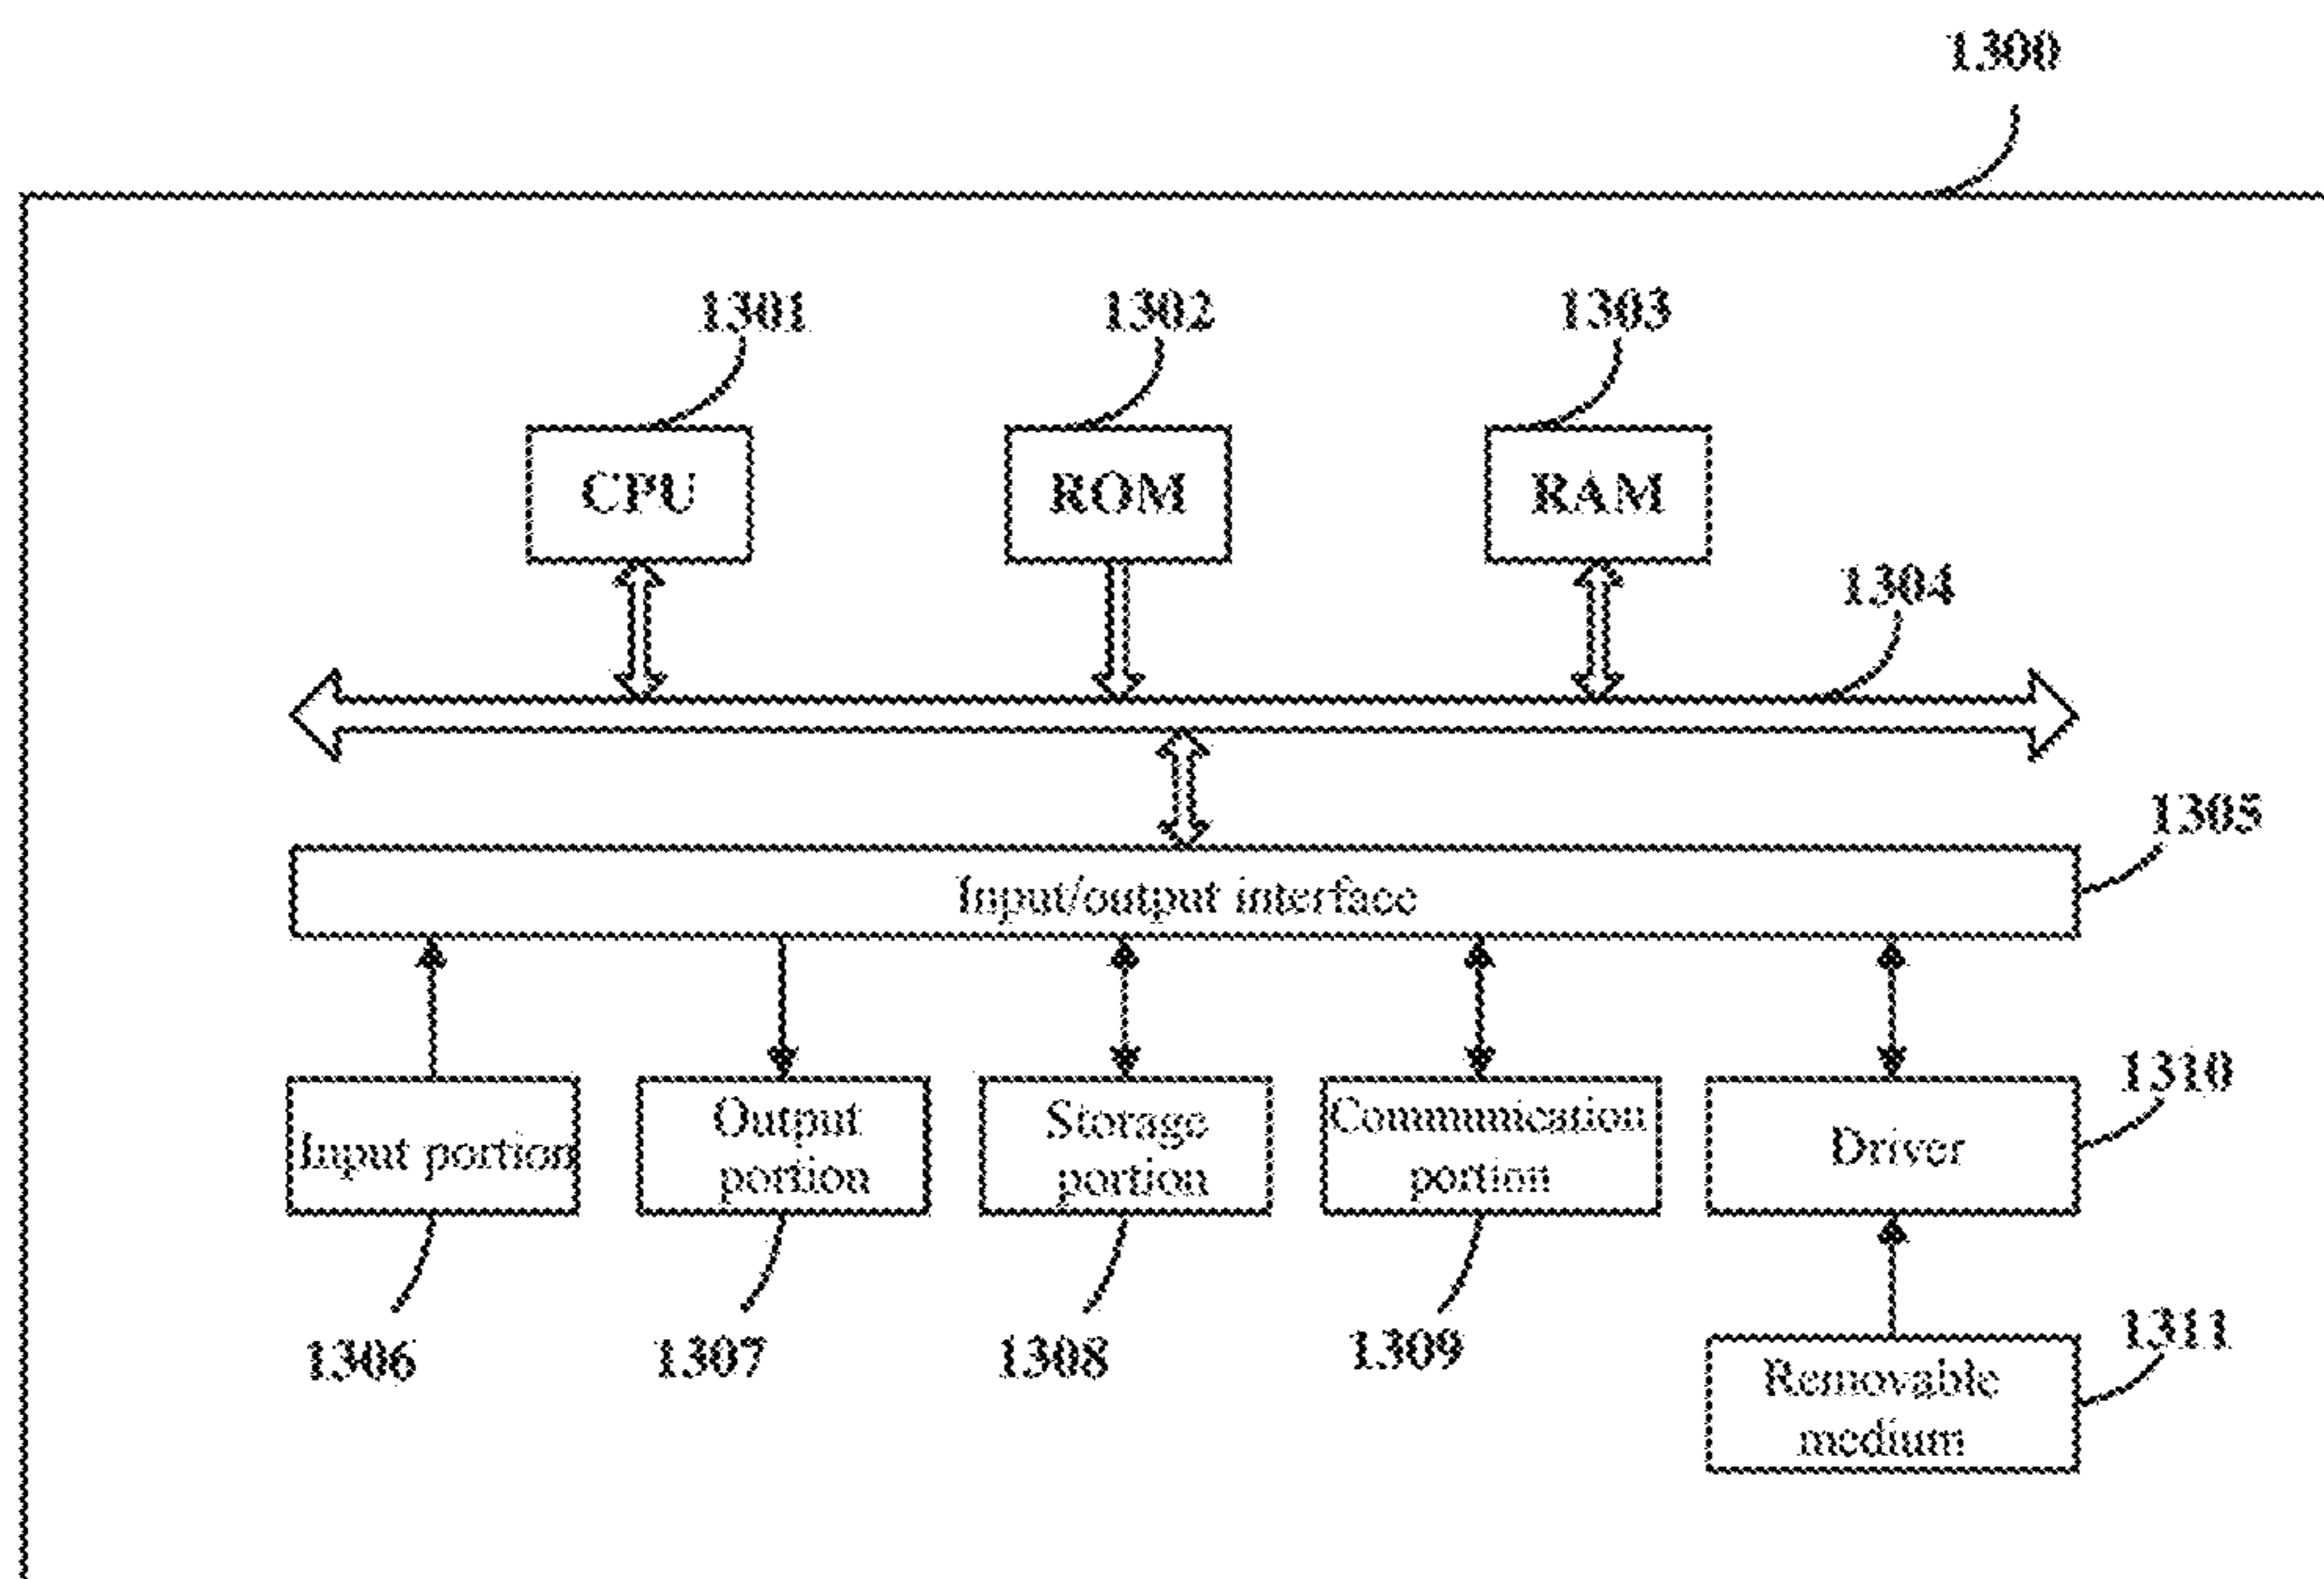 1300
1301
1302
1303
CPU
ROM
RAM
1304
1305
Input/output interface
1310
Input portion
Output
portion
Storage
portion
Communication
portion
Driver
1306
1307
1308
1309
1311
Removable
medium